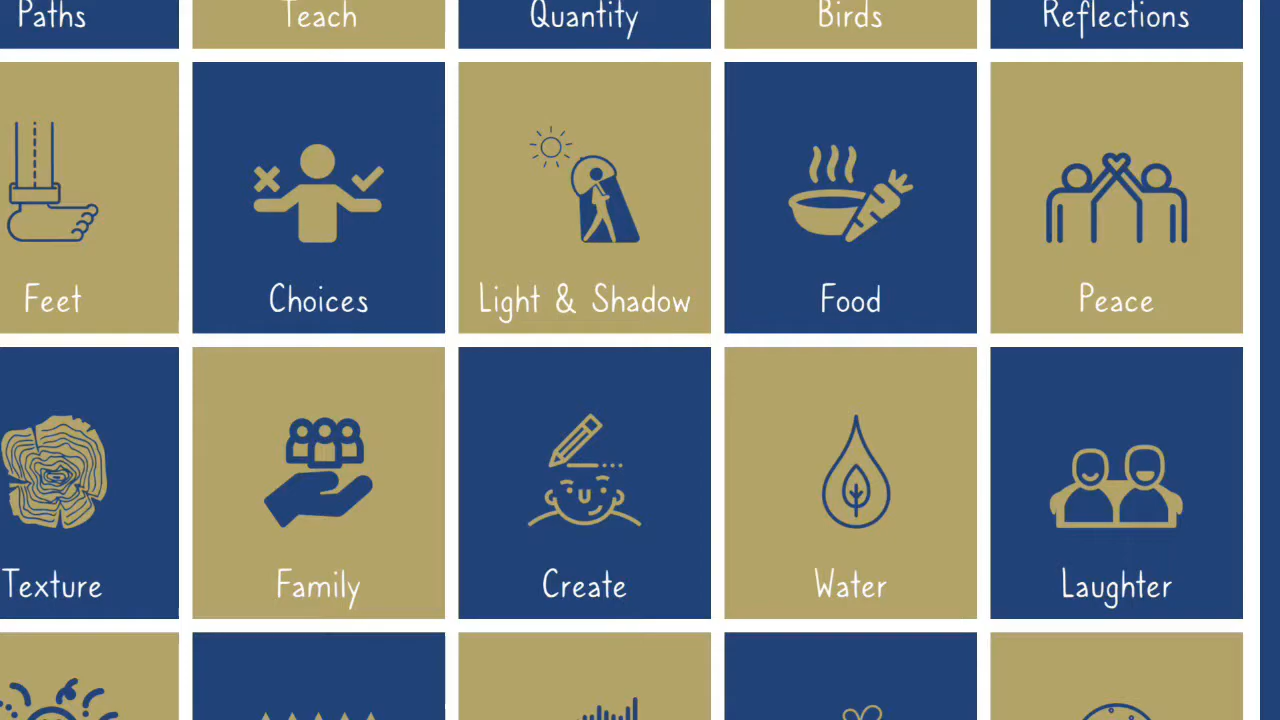 Paths
Teach
Quantity
Birds
Reflections
Feet
Choices
Light & Shadow
Food
Peace
Texture
Family
Create
Water
Laughter